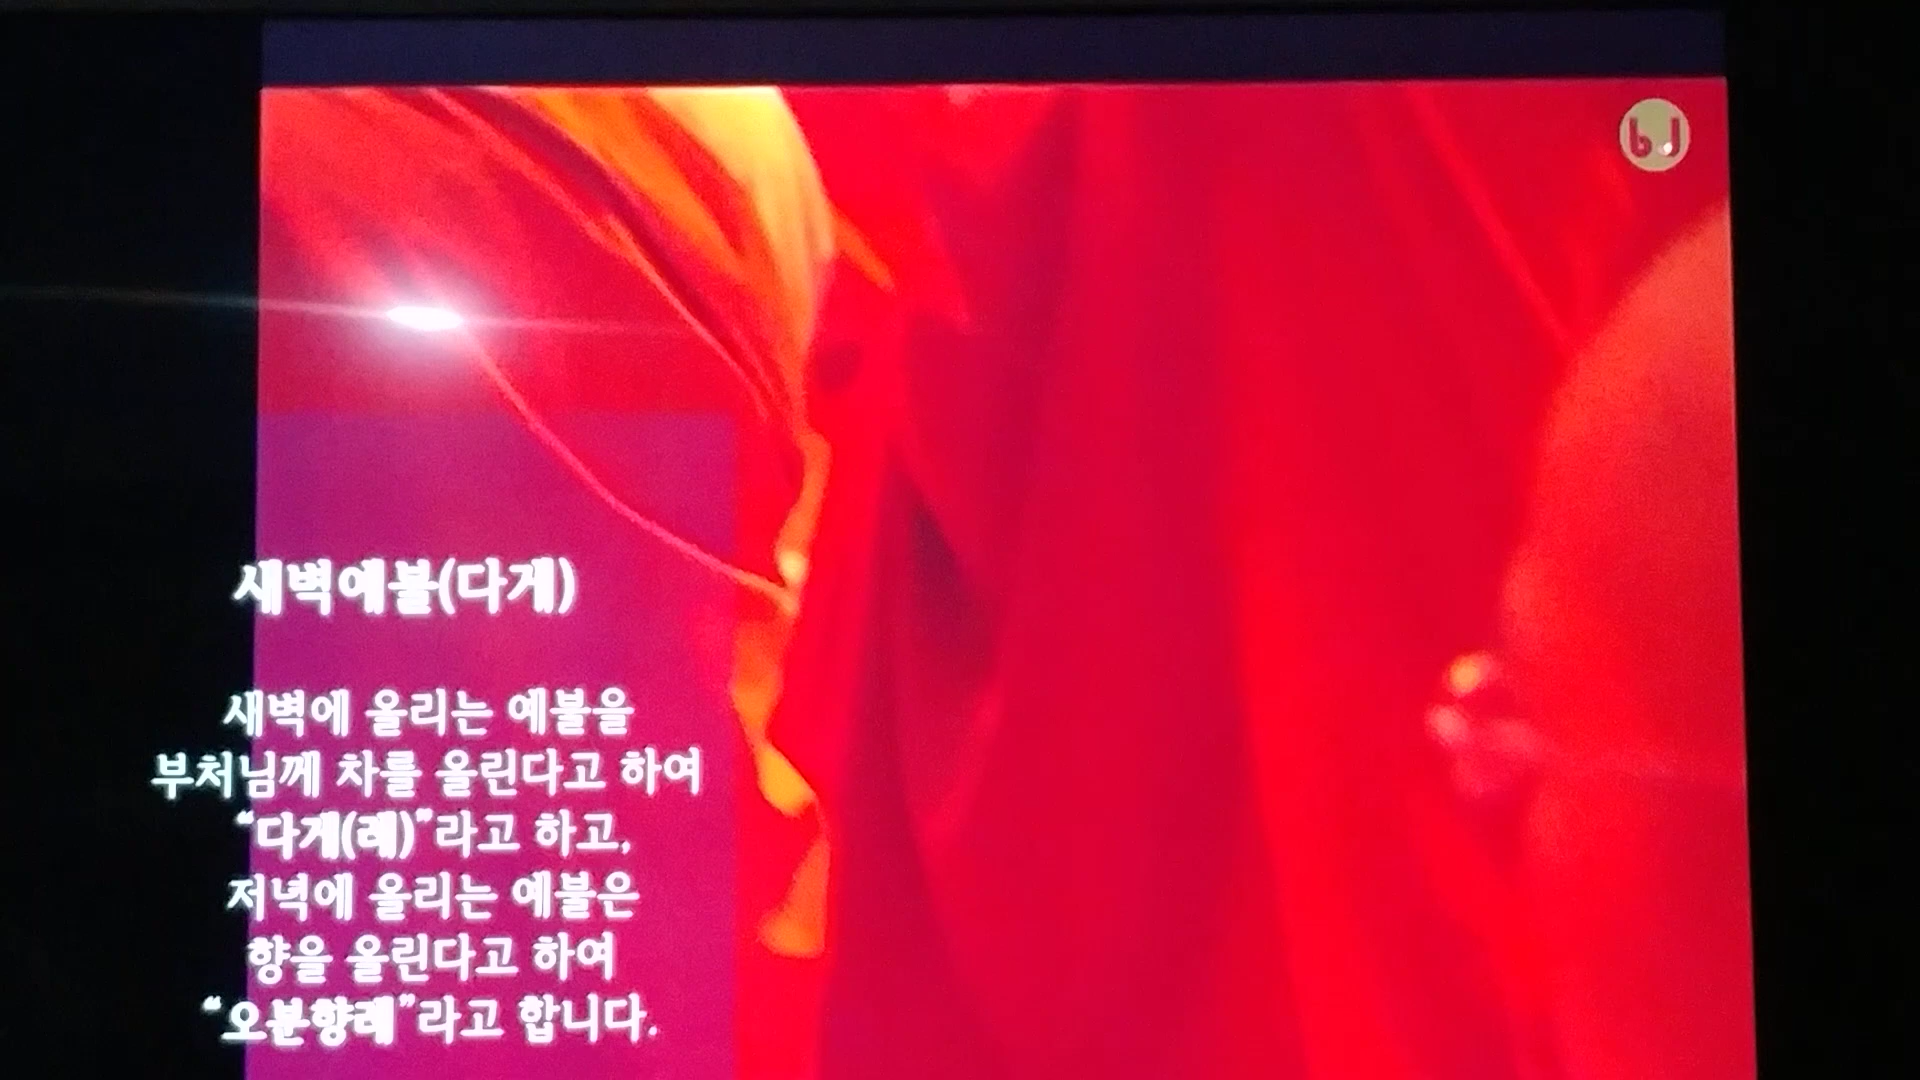 새벽예불(다게)
새벽에 올리는 예불을
부처님께 차를 올린다고 하여
“다게(례)”라고 하고,
저녁에 올리는 예불은
향을 올린다고 하여
“오분향례”라고 합니다.